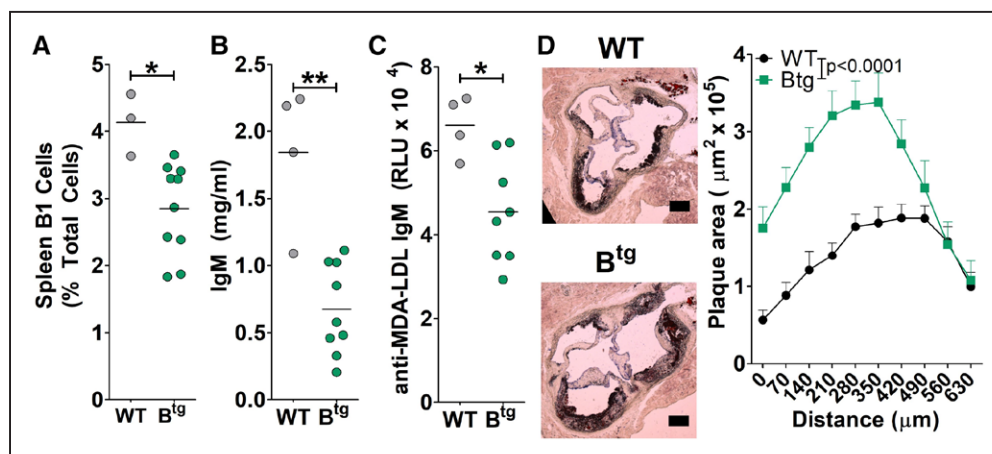 A
Spleen B1 Cells
(% Total Cells)
5
4
3
2
1
0
*
WT Bᵗᵍ
B
IgM (mg/ml)
2.5
2.0
1.5
1.0
0.5
0.0
**
WT Bᵗᵍ
C
anti-MDA-LDL IgM (RLU x 10 ⁴)
8
6
4
2
0
*
WT Bᵗᵍ
D
WT
Bᵗᵍ
Plaque area ( μm² x 10⁵)
4
3
2
1
0
WT
Btg
p<0.0001
0 70 140 210 280 350 420 490 560 630
Distance (μm)